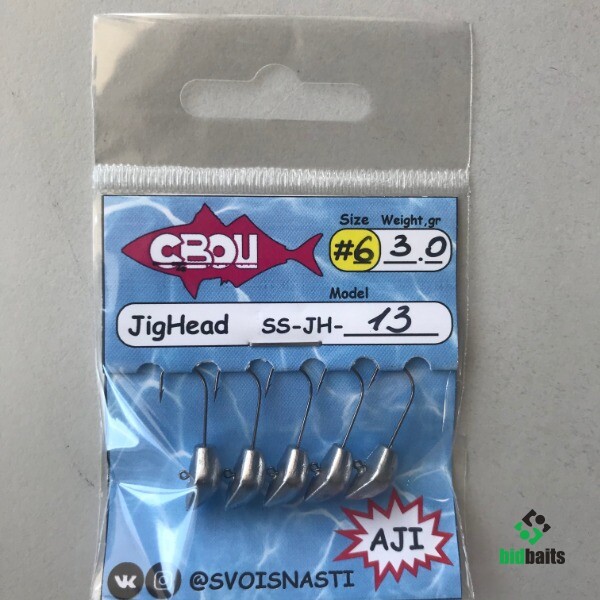 СВОИ
Size Weight,gr
#6 3.0
Model
JigHead SS-JH- 13
AJI
@SVOISNASTI
bidbaits